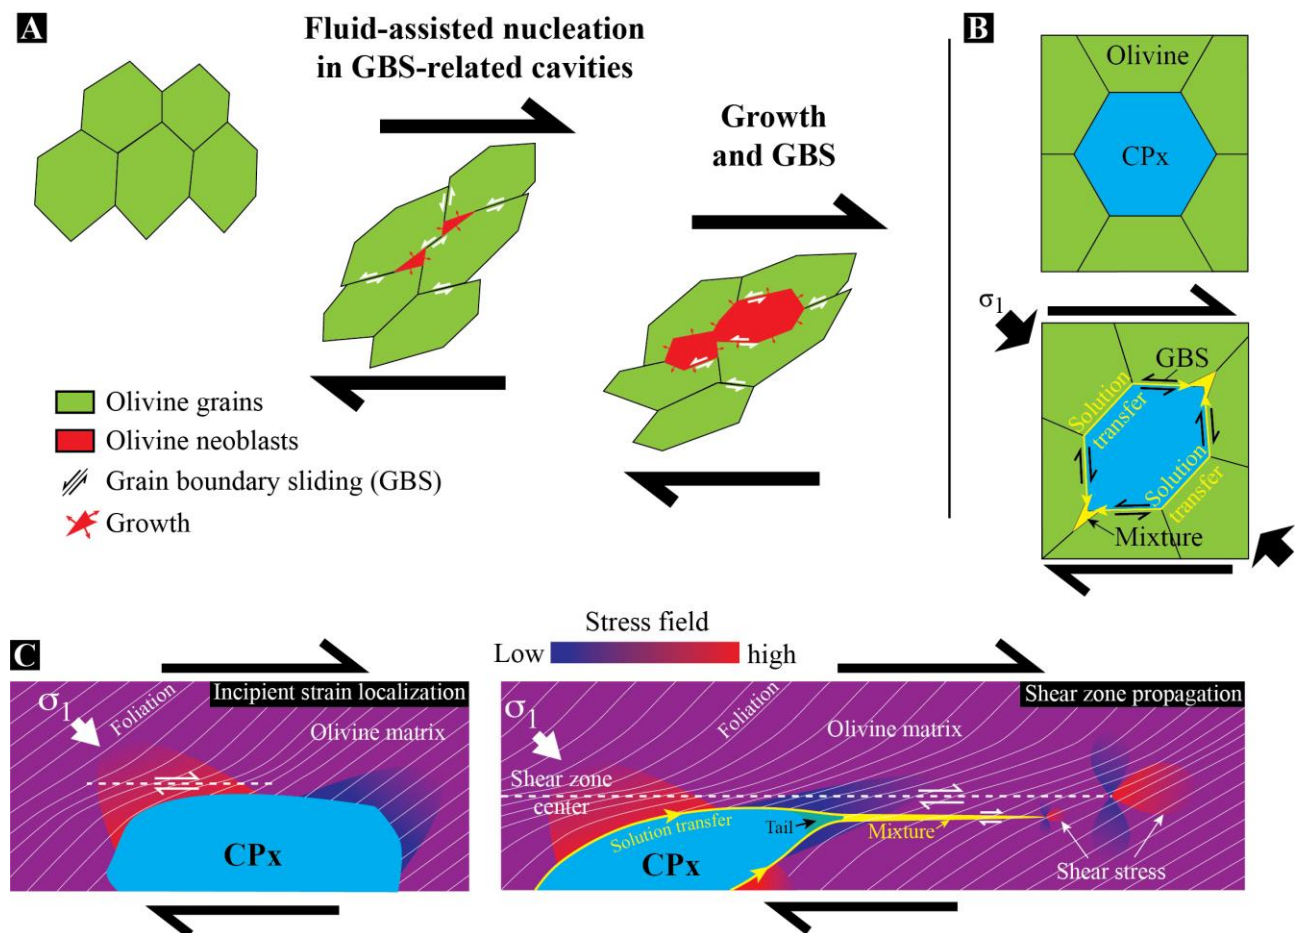 A
Fluid-assisted nucleation
in GBS-related cavities
Growth
and GBS
Olivine grains
Olivine neoblasts
Grain boundary sliding (GBS)
Growth
B
Olivine
CPx
σ1
GBS
Solution
transfer
Solution
transfer
Mixture
C
Stress field
Low
high
σ1
Foliation
Incipient strain localization
Olivine matrix
CPx
σ1
Foliation
Shear zone propagation
Olivine matrix
Shear zone
center
Solution transfer
Tail
Mixture
CPx
Shear
stress